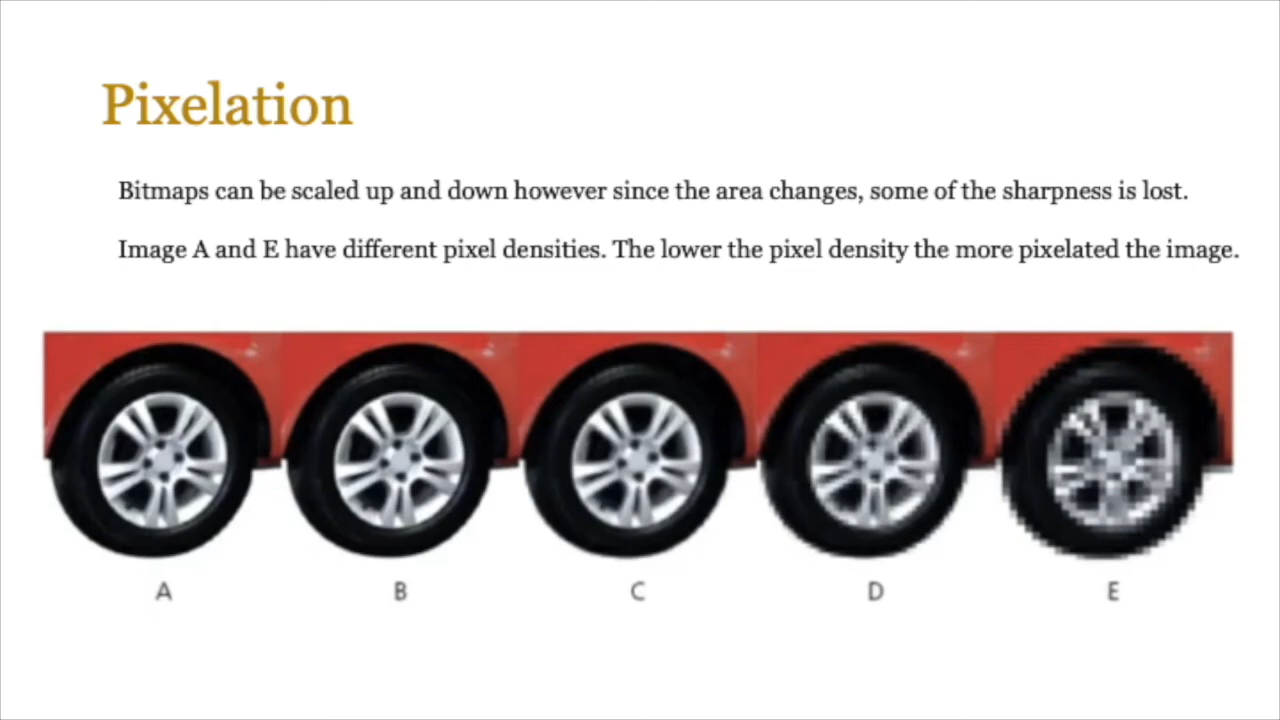 Pixelation
Bitmaps can be scaled up and down however since the area changes, some of the sharpness is lost.
Image A and E have different pixel densities. The lower the pixel density the more pixelated the image.
A B C D E